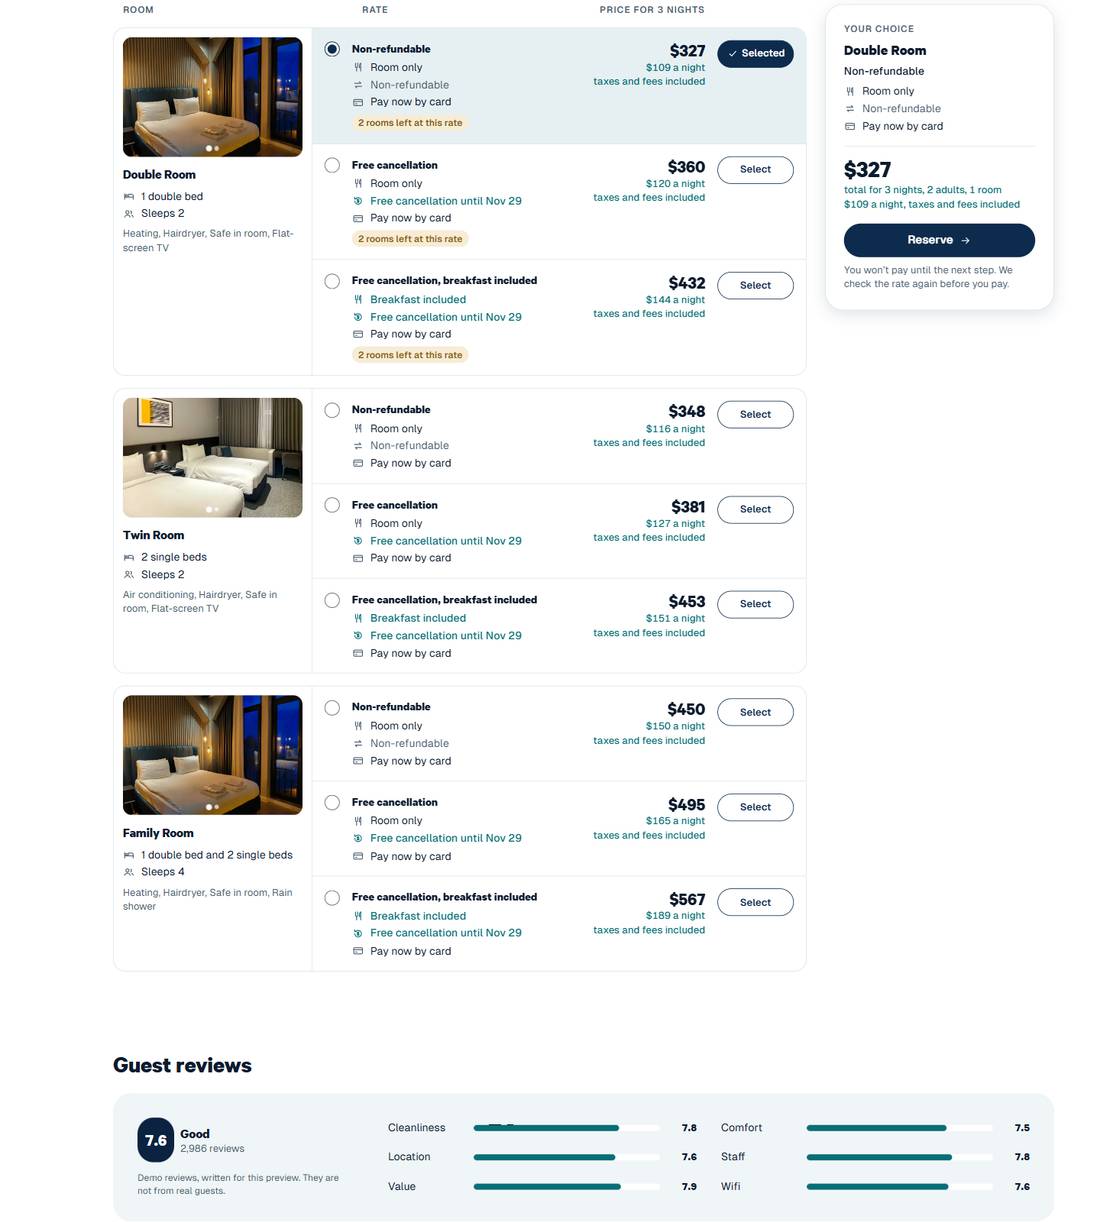 ROOM
RATE
PRICE FOR 3 NIGHTS
Non-refundable
Room only
Non-refundable
Pay now by card
2 rooms left at this rate
$327
$109 a night
taxes and fees included
Selected
Double Room
1 double bed
Sleeps 2
Heating, Hairdryer, Safe in room, Flat-
screen TV
Free cancellation
Room only
Free cancellation until Nov 29
Pay now by card
2 rooms left at this rate
$360
$120 a night
taxes and fees included
Select
Free cancellation, breakfast included
Breakfast included
Free cancellation until Nov 29
Pay now by card
2 rooms left at this rate
$432
$144 a night
taxes and fees included
Select
YOUR CHOICE
Double Room
Non-refundable
Room only
Non-refundable
Pay now by card
$327
total for 3 nights, 2 adults, 1 room
$109 a night, taxes and fees included
Reserve →
You won't pay until the next step. We
check the rate again before you pay.
Twin Room
2 single beds
Sleeps 2
Air conditioning, Hairdryer, Safe in
room, Flat-screen TV
Non-refundable
Room only
Non-refundable
Pay now by card
$348
$116 a night
taxes and fees included
Select
Free cancellation
Room only
Free cancellation until Nov 29
Pay now by card
$381
$127 a night
taxes and fees included
Select
Free cancellation, breakfast included
Breakfast included
Free cancellation until Nov 29
Pay now by card
$453
$151 a night
taxes and fees included
Select
Family Room
1 double bed and 2 single beds
Sleeps 4
Heating, Hairdryer, Safe in room, Rain
shower
Non-refundable
Room only
Non-refundable
Pay now by card
$450
$150 a night
taxes and fees included
Select
Free cancellation
Room only
Free cancellation until Nov 29
Pay now by card
$495
$165 a night
taxes and fees included
Select
Free cancellation, breakfast included
Breakfast included
Free cancellation until Nov 29
Pay now by card
$567
$189 a night
taxes and fees included
Select
Guest reviews
7.6
Good
2,986 reviews
Demo reviews, written for this preview. They are
not from real guests.
Cleanliness 7.8
Comfort 7.5
Location 7.6
Staff 7.8
Value 7.9
Wifi 7.6